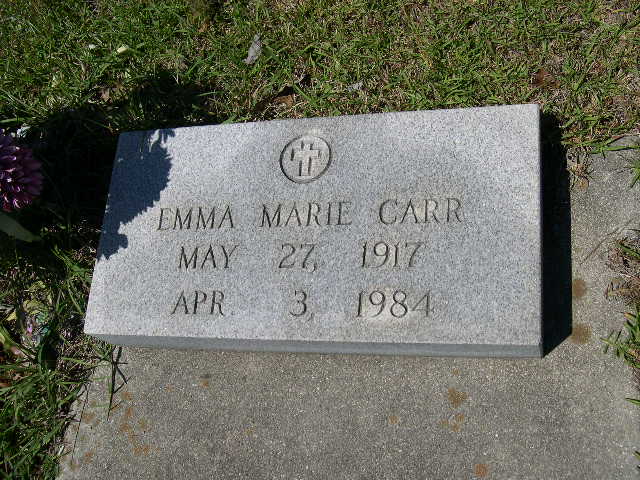 EMMA MARIE CARR
MAY 27, 1917
APR. 3, 1984